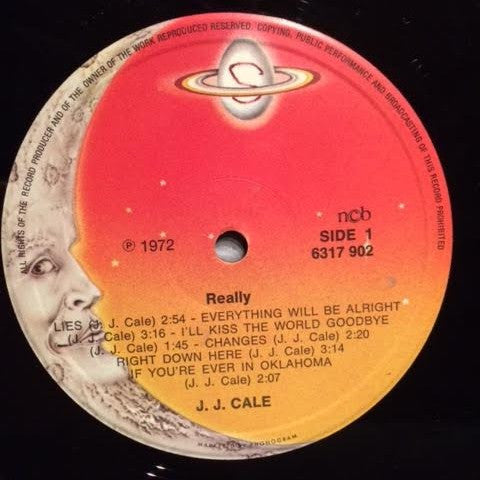 ALL RIGHTS OF THE RECORD PRODUCER AND OF THE OWNER OF THE WORK REPRODUCED RESERVED. COPYING, PUBLIC PERFORMANCE AND BROADCASTING OF THIS RECORD PROHIBITED
S
ncb
℗ 1972
SIDE 1
6317 902
Really
LIES (J. J. Cale) 2:54 - EVERYTHING WILL BE ALRIGHT
(J. J. Cale) 3:16 - I'LL KISS THE WORLD GOODBYE
(J. J. Cale) 1:45 - CHANGES (J. J. Cale) 2:20
RIGHT DOWN HERE (J. J. Cale) 3:14
IF YOU'RE EVER IN OKLAHOMA
(J. J. Cale) 2:07
J. J. CALE